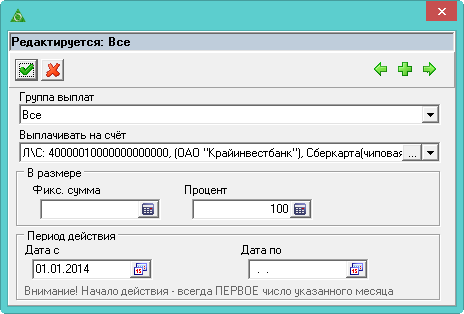 Редактируется: Все
Группа выплат
Все
Выплачивать на счёт
Л\С: 40000010000000000000, (ОАО "Крайинвестбанк"), Сберкарта(чиповая ...
В размере
Фикс. сумма Процент
100
Период действия
Дата с Дата по
01.01.2014 . .
Внимание! Начало действия - всегда ПЕРВОЕ число указанного месяца